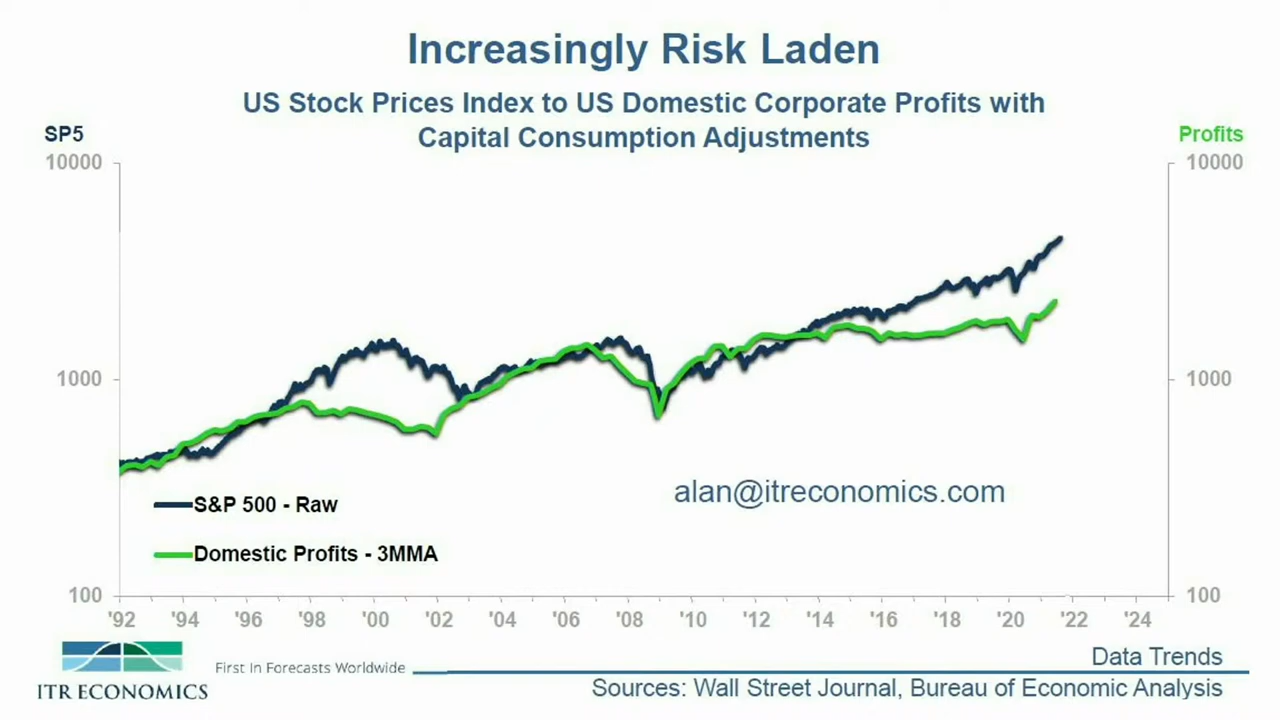 Increasingly Risk Laden
US Stock Prices Index to US Domestic Corporate Profits with
Capital Consumption Adjustments
SP5
Profits
10000
10000
1000
1000
alan@itreconomics.com
S&P 500 - Raw
Domestic Profits - 3MMA
100
100
'92 '94 '96 '98 '00 '02 '04 '06 '08 '10 '12 '14 '16 '18 '20 '22 '24
ITR ECONOMICS
First In Forecasts Worldwide
Data Trends
Sources: Wall Street Journal, Bureau of Economic Analysis